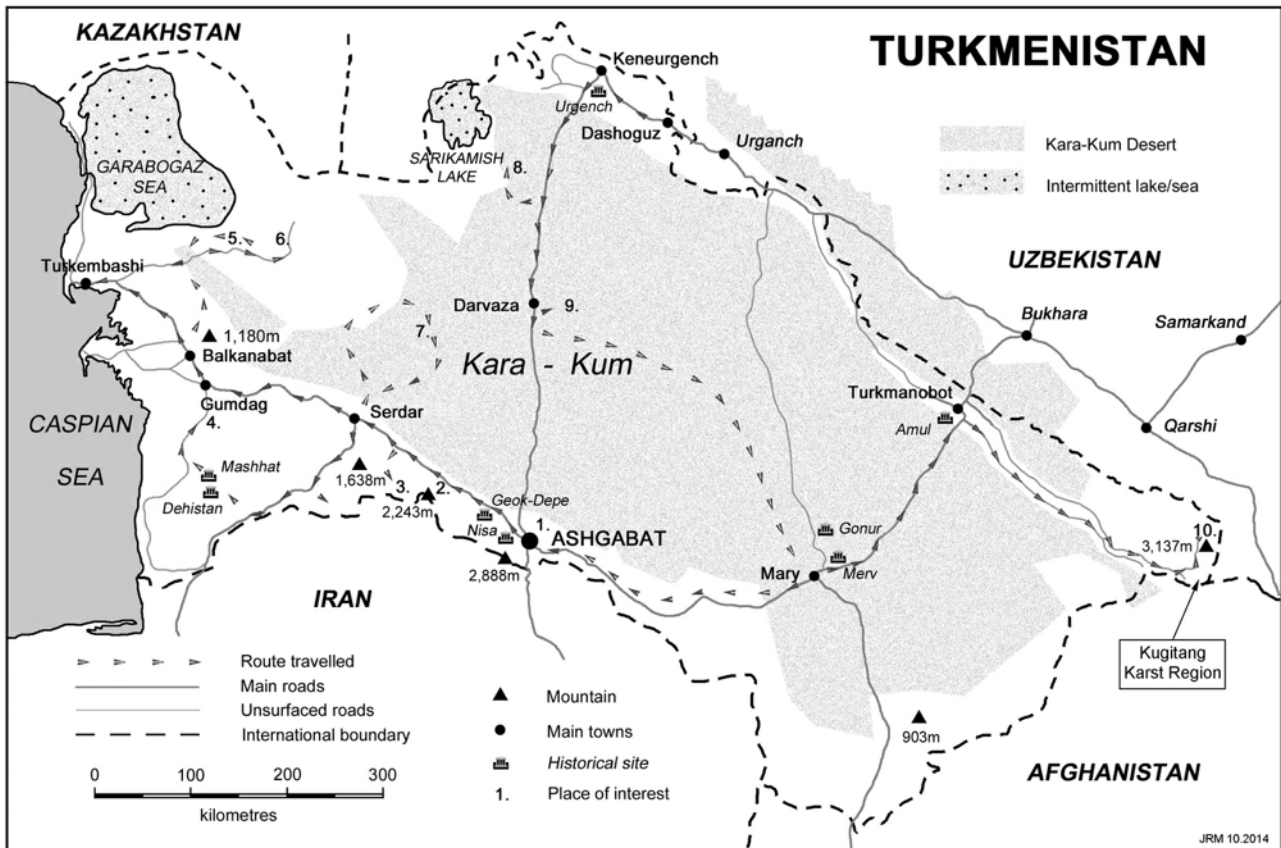 KAZAKHSTAN
TURKMENISTAN
Keneurgench
Urgench
Dashoguz
Urganch
Kara-Kum Desert
Intermittent lake/sea
GARABOGAZ
SEA
SARIKAMISH
LAKE
8.
5.
6.
UZBEKISTAN
Turkembashi
Darvaza
9.
Bukhara
Samarkand
1,180m
7.
Balkanabat
Kara - Kum
Turkmanobot
Gumdag
4.
Serdar
Amul
Qarshi
CASPIAN
SEA
Mashhat
Dehistan
1,638m
3.
2.
2,243m
Geok-Depe
Nisa
1.
ASHGABAT
2,888m
Gonur
Merv
Mary
10.
3,137m
IRAN
Kugitang
Karst Region
Route travelled
Main roads
Unsurfaced roads
International boundary
0 100 200 300
kilometres
Mountain
Main towns
Historical site
1. Place of interest
903m
AFGHANISTAN
JRM 10.2014